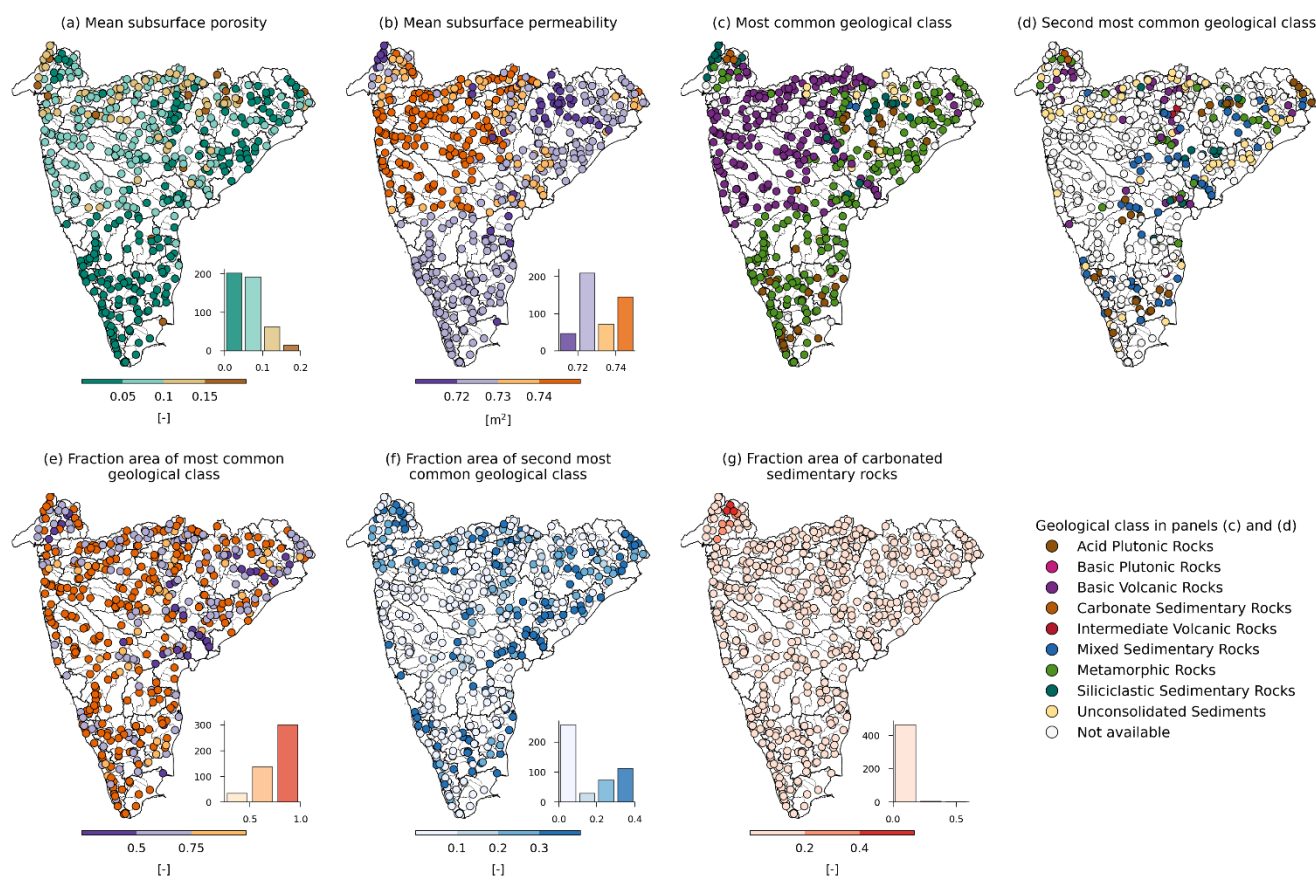 (a) Mean subsurface porosity
(b) Mean subsurface permeability
(c) Most common geological class
(d) Second most common geological class
200
100
0
0.0 0.1 0.2
0.05 0.1 0.15
[-]
200
100
0
0.72 0.74
0.72 0.73 0.74
[m²]
(e) Fraction area of most common
geological class
(f) Fraction area of second most
common geological class
(g) Fraction area of carbonated
sedimentary rocks
300
200
100
0
0.5 1.0
0.5 0.75
[-]
200
100
0
0.0 0.2 0.4
0.1 0.2 0.3
[-]
400
200
0
0.0 0.5
0.2 0.4
[-]
Geological class in panels (c) and (d)
Acid Plutonic Rocks
Basic Plutonic Rocks
Basic Volcanic Rocks
Carbonate Sedimentary Rocks
Intermediate Volcanic Rocks
Mixed Sedimentary Rocks
Metamorphic Rocks
Siliciclastic Sedimentary Rocks
Unconsolidated Sediments
Not available